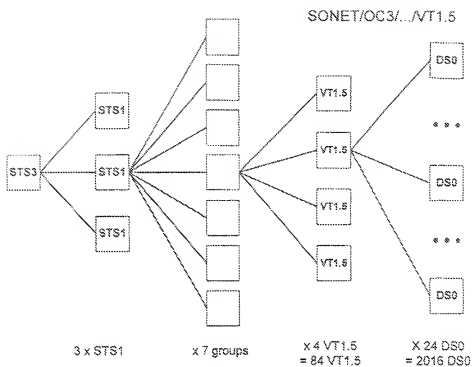 SONET/OC3/.../VT1.5
STS3
STS1
STS1
STS1
VT1.5
VT1.5
VT1.5
VT1.5
DS0
...
DS0
...
DS0
3 x STS1
x 7 groups
x 4 VT1.5
= 84 VT1.5
X 24 DS0
= 2016 DS0